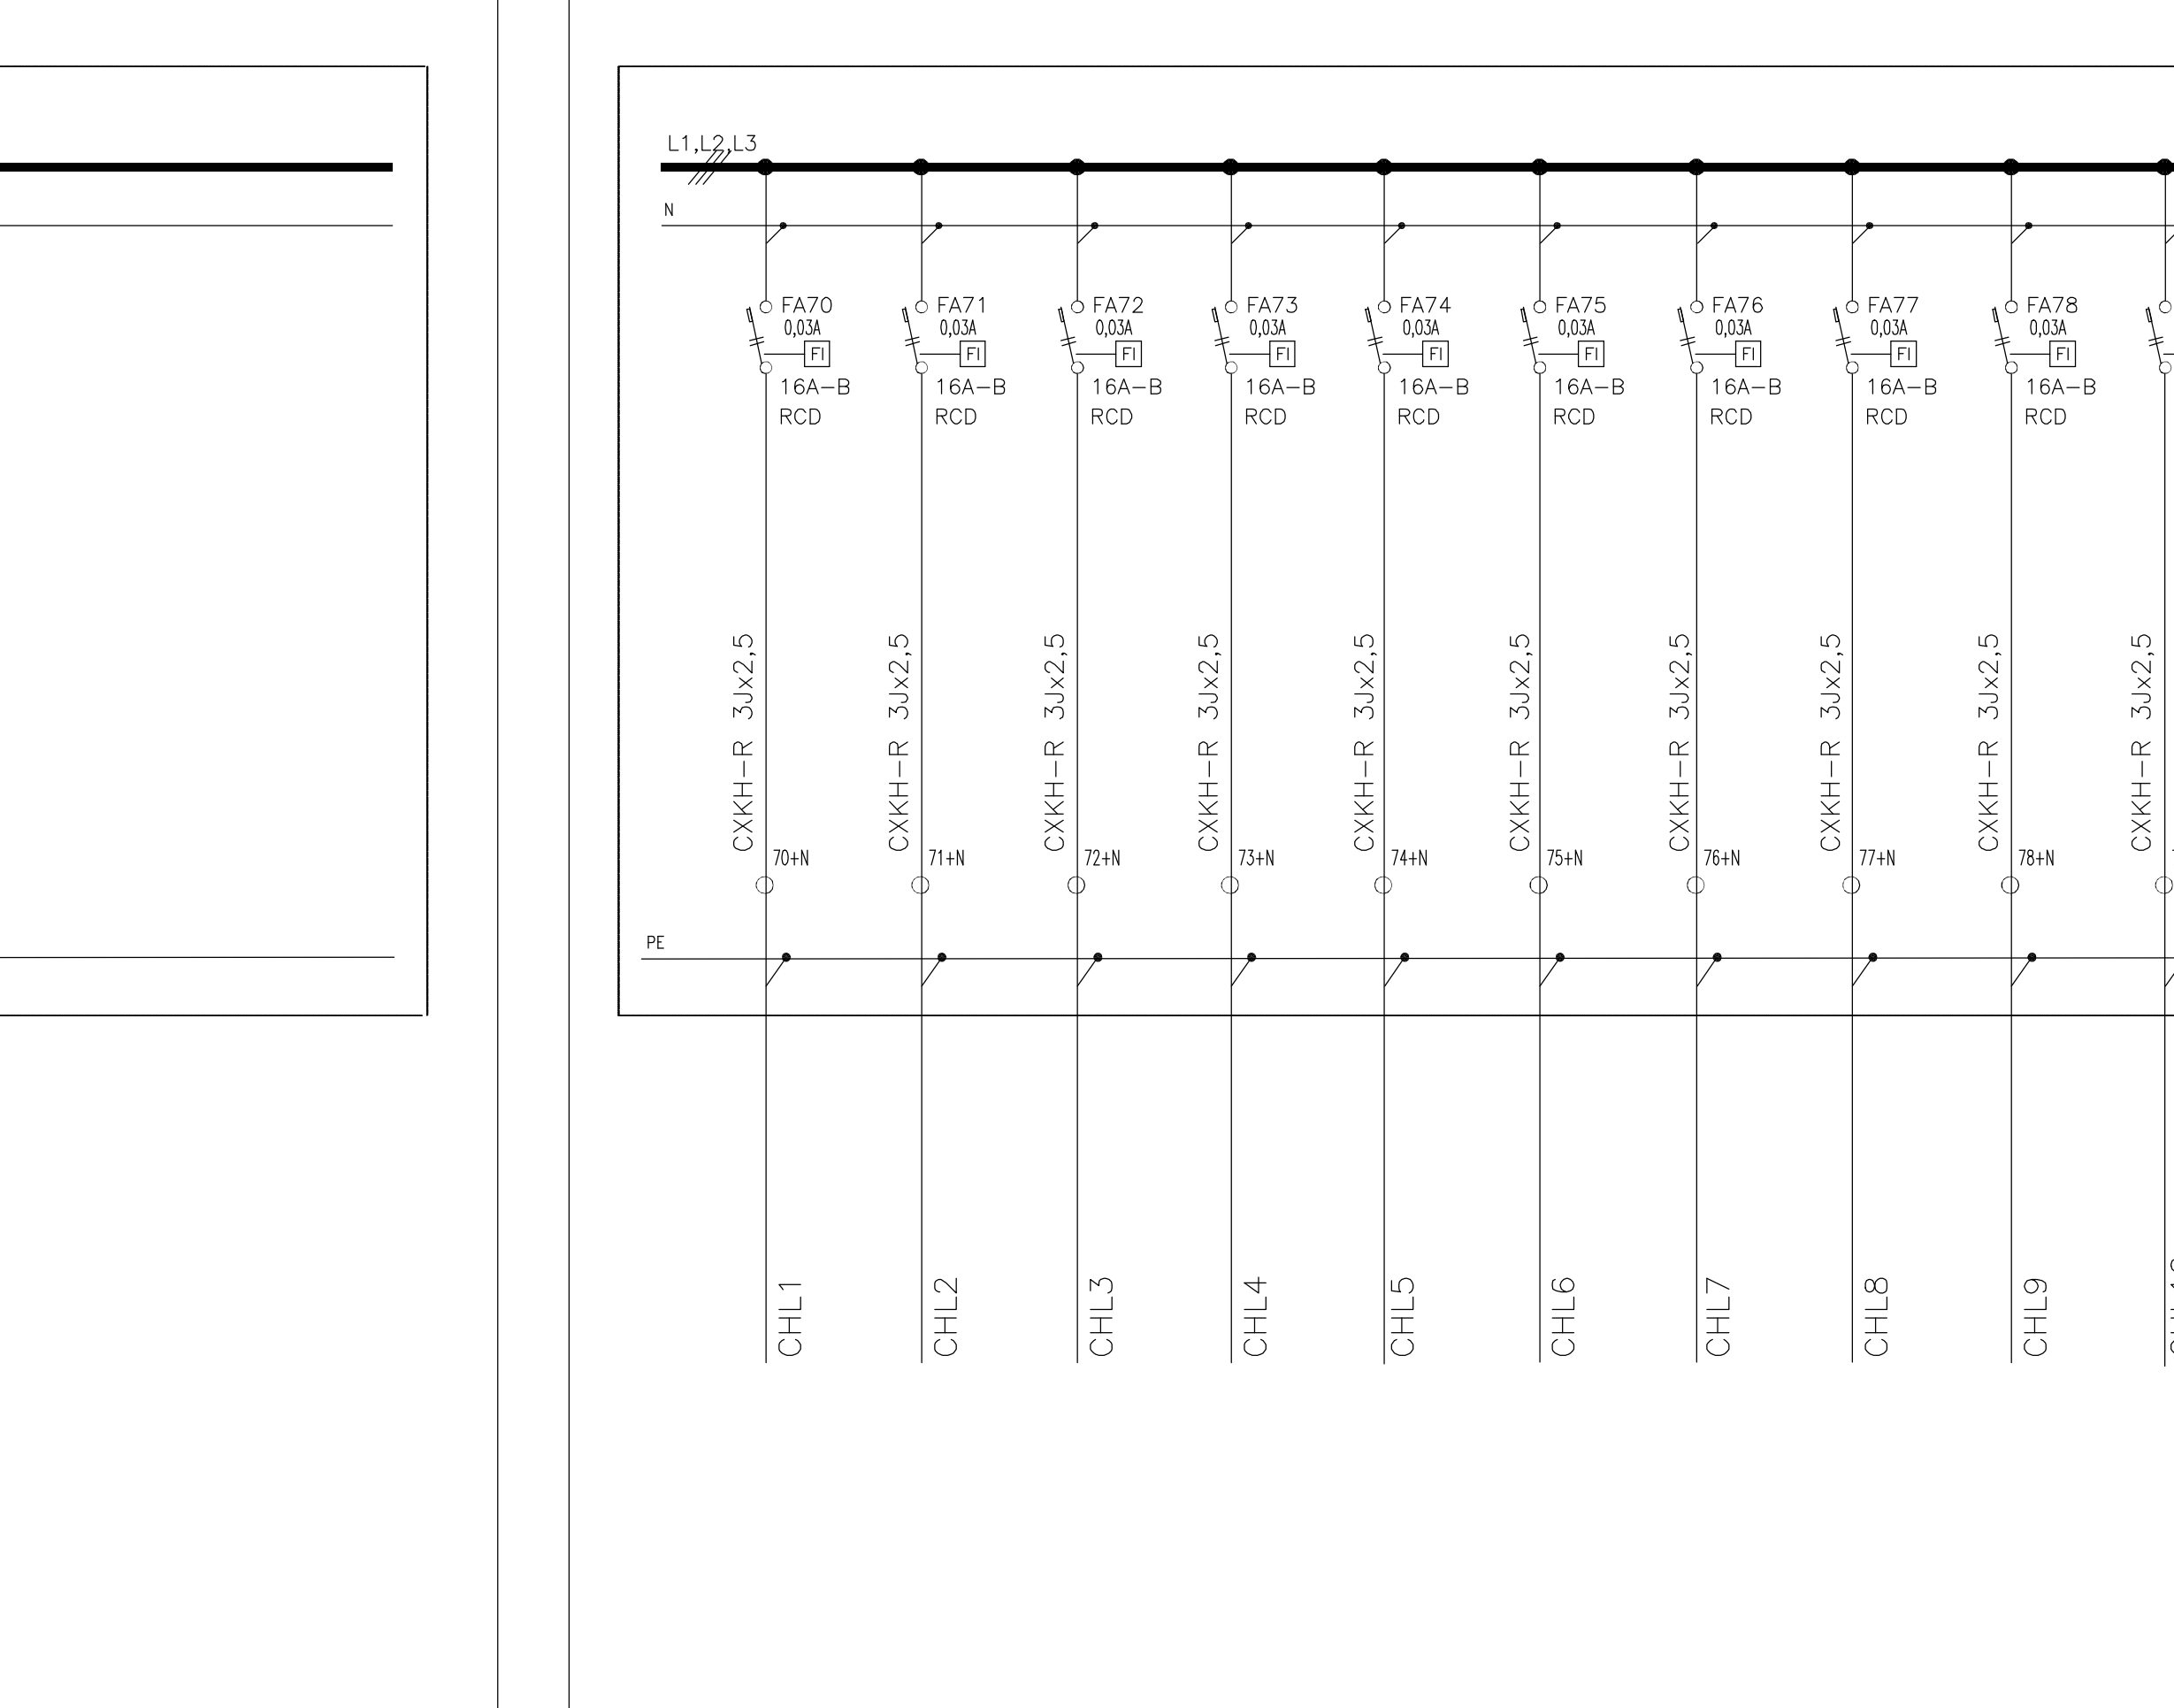 L1,L2,L3
N
FA70 FA71 FA72 FA73 FA74 FA75 FA76 FA77 FA78
0,03A 0,03A 0,03A 0,03A 0,03A 0,03A 0,03A 0,03A 0,03A
FI FI FI FI FI FI FI FI FI
16A-B 16A-B 16A-B 16A-B 16A-B 16A-B 16A-B 16A-B 16A-B
RCD RCD RCD RCD RCD RCD RCD RCD RCD
CXKH-R 3Jx2,5
CXKH-R 3Jx2,5
CXKH-R 3Jx2,5
CXKH-R 3Jx2,5
CXKH-R 3Jx2,5
CXKH-R 3Jx2,5
CXKH-R 3Jx2,5
CXKH-R 3Jx2,5
CXKH-R 3Jx2,5
CXKH-R 3Jx2,5
70+N 71+N 72+N 73+N 74+N 75+N 76+N 77+N 78+N
PE
CHL1
CHL2
CHL3
CHL4
CHL5
CHL6
CHL7
CHL8
CHL9